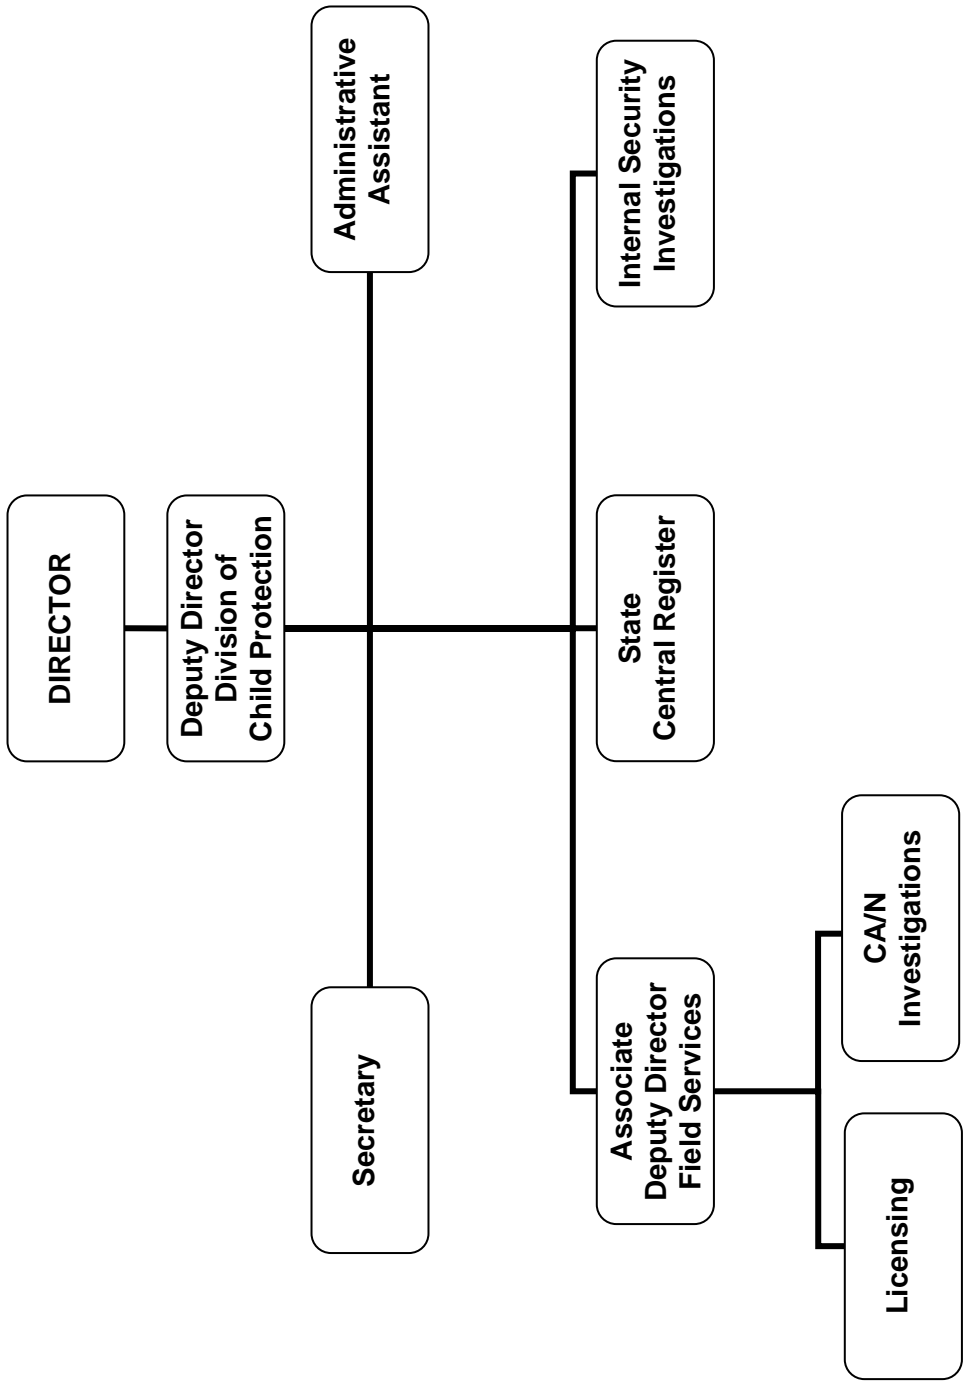 DIRECTOR
Deputy Director
Division of
Child Protection
Secretary
Administrative
Assistant
Associate
Deputy Director
Field Services
State
Central Register
Internal Security
Investigations
Licensing
CA/N
Investigations